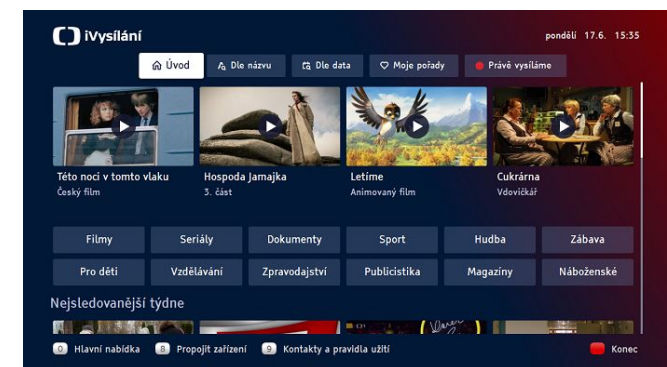 iVysílání
pondělí 17.6. 15:35
Úvod
Dle názvu
Dle data
Moje pořady
Právě vysíláme
Této noci v tomto vlaku
Český film
Hospoda Jamajka
3. část
Letíme
Animovaný film
Cukrárna
Vdovičkář
Filmy
Seriály
Dokumenty
Sport
Hudba
Zábava
Pro děti
Vzdělávání
Zpravodajství
Publicistika
Magazíny
Náboženské
Nejsledovanější týdne
0 Hlavní nabídka
8 Propojit zařízení
9 Kontakty a pravidla užití
Konec